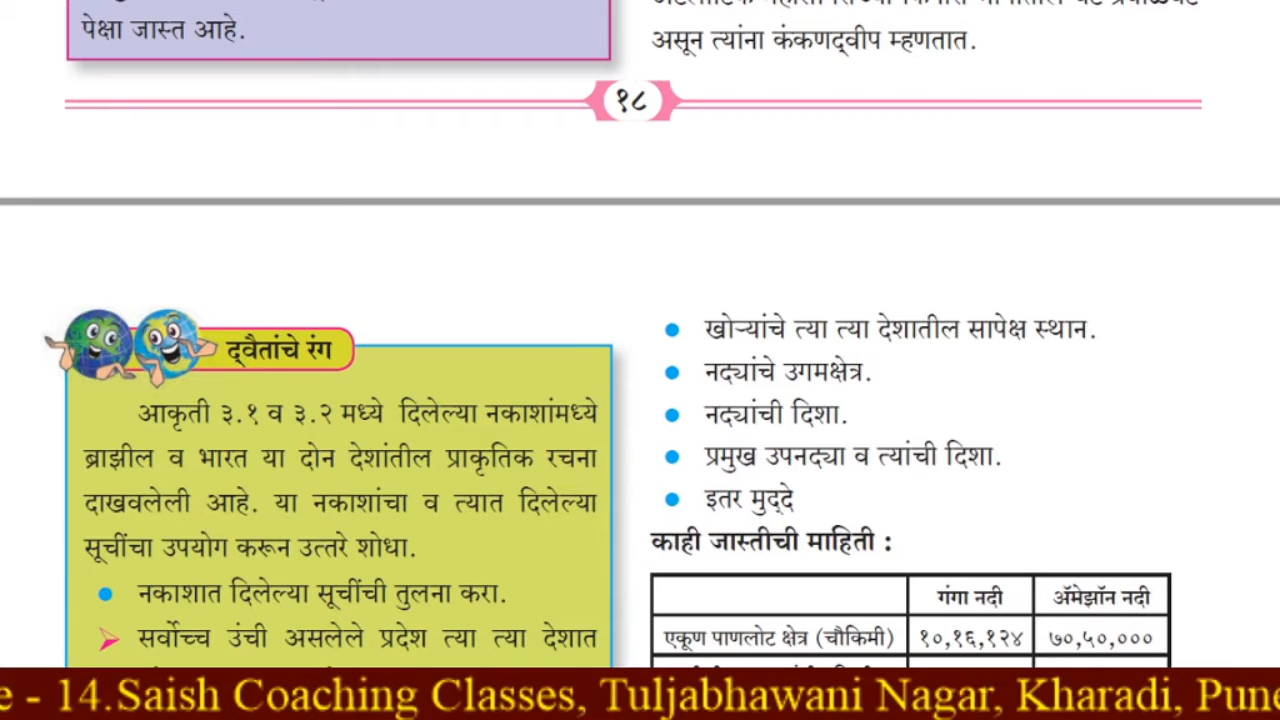 पेक्षा जास्त आहे.
असून त्यांना कंकणद्‌वीप म्हणतात.
१८
द्‌वैतांचे रंग
आकृती ३.१ व ३.२ मध्ये दिलेल्या नकाशांमध्ये
ब्राझील व भारत या दोन देशांतील प्राकृतिक रचना
दाखवलेली आहे. या नकाशांचा व त्यात दिलेल्या
सूचींचा उपयोग करून उत्तरे शोधा.
● नकाशात दिलेल्या सूचींची तुलना करा.
➢ सर्वोच्च उंची असलेले प्रदेश त्या त्या देशात
● खोऱ्यांचे त्या त्या देशातील सापेक्ष स्थान.
● नद्यांचे उगमक्षेत्र.
● नद्यांची दिशा.
● प्रमुख उपनद्या व त्यांची दिशा.
● इतर मुद्‌दे
काही जास्तीची माहिती :
गंगा नदी ॲमेझॉन नदी
एकूण पाणलोट क्षेत्र (चौकिमी) १०,१६,१२४ ७०,५०,०००
e - 14.Saish Coaching Classes, Tuljabhawani Nagar, Kharadi, Pune